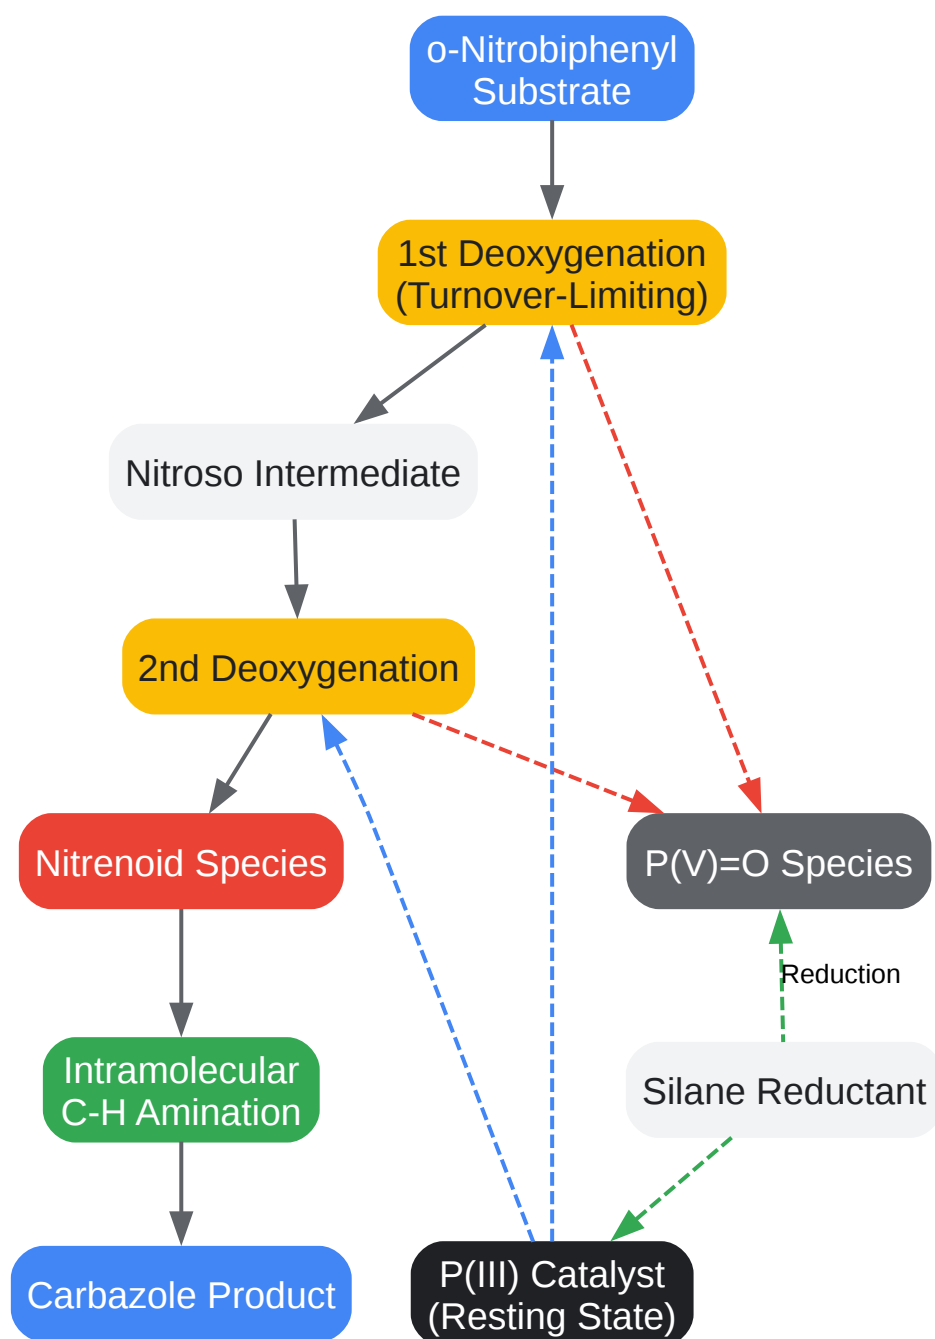 o-Nitrobiphenyl
Substrate
1st Deoxygenation
(Turnover-Limiting)
Nitroso Intermediate
2nd Deoxygenation
Nitrenoid Species
P(V)=O Species
Reduction
Intramolecular
C-H Amination
Silane Reductant
Carbazole Product
P(III) Catalyst
(Resting State)